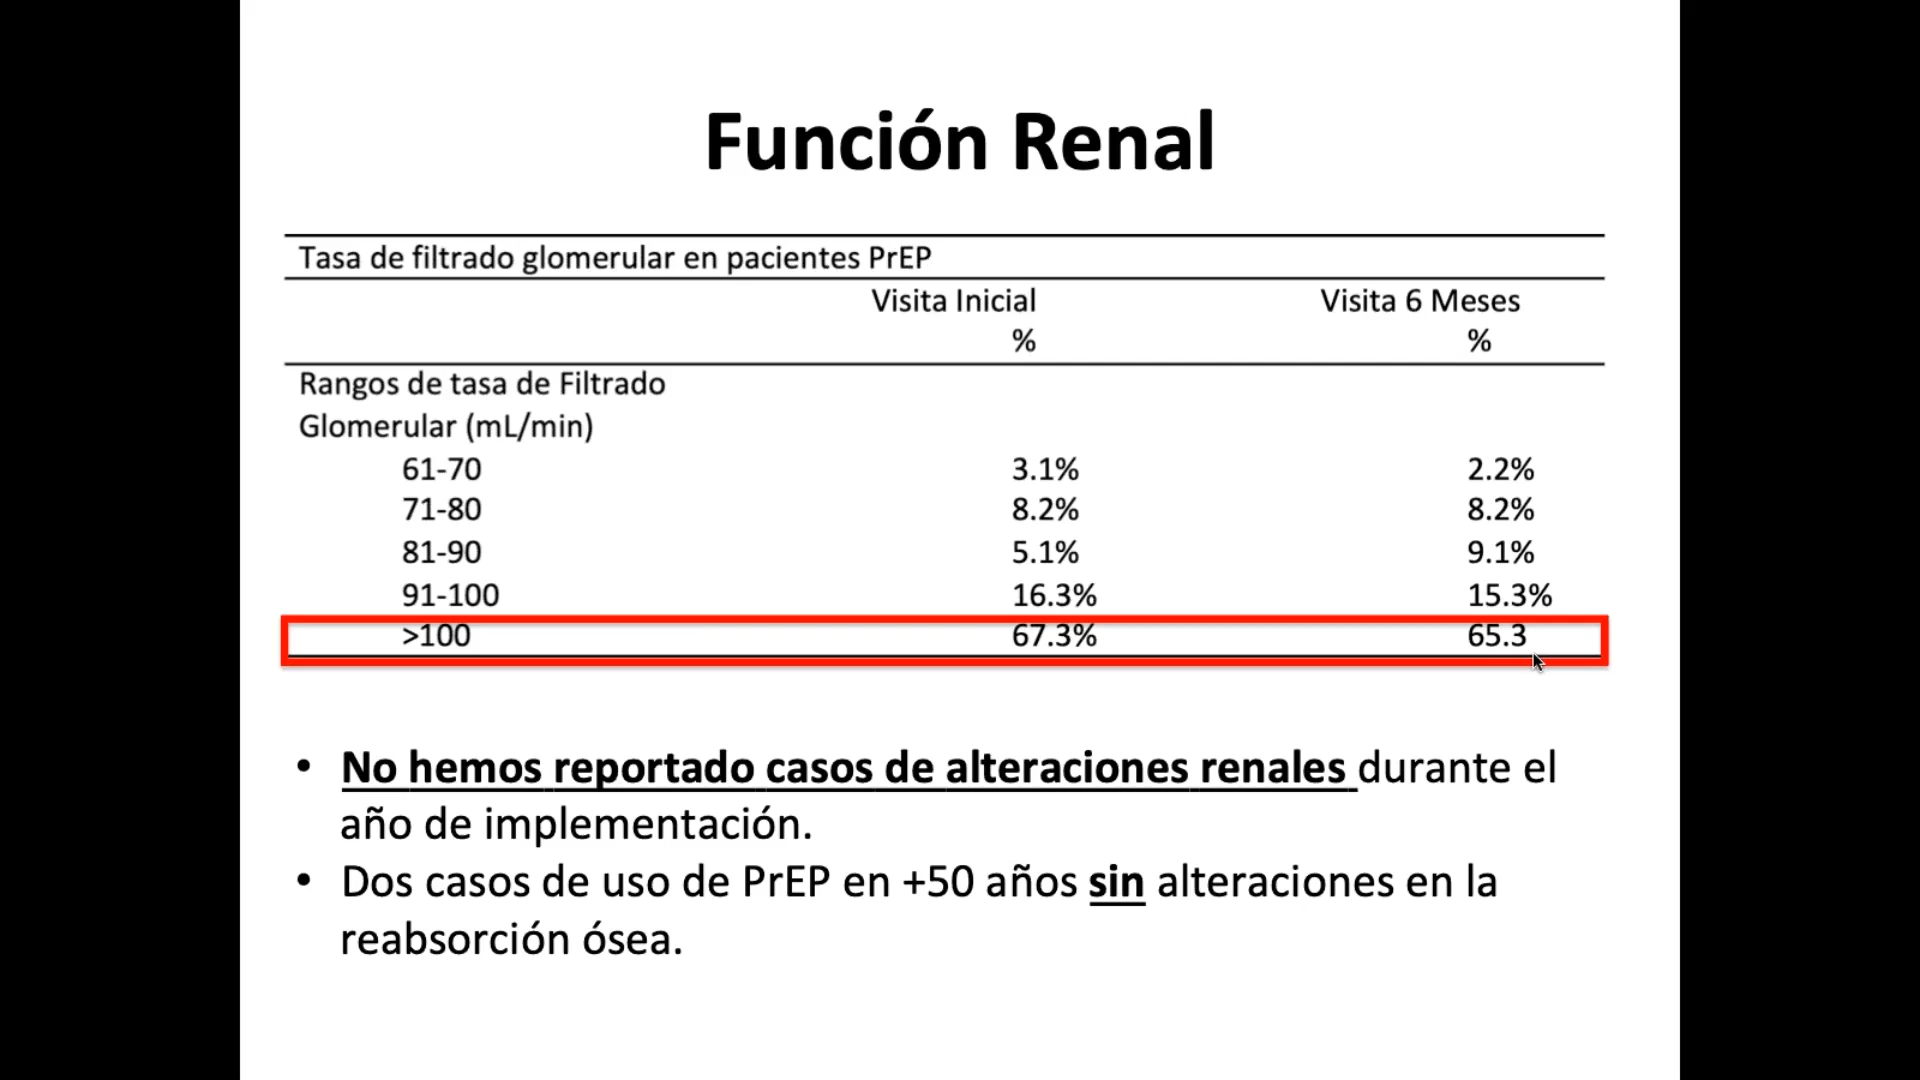 Función Renal
Tasa de filtrado glomerular en pacientes PrEP
Visita Inicial Visita 6 Meses
% %
Rangos de tasa de Filtrado
Glomerular (mL/min)
61-70 3.1% 2.2%
71-80 8.2% 8.2%
81-90 5.1% 9.1%
91-100 16.3% 15.3%
>100 67.3% 65.3
• No hemos reportado casos de alteraciones renales durante el
año de implementación.
• Dos casos de uso de PrEP en +50 años sin alteraciones en la
reabsorción ósea.